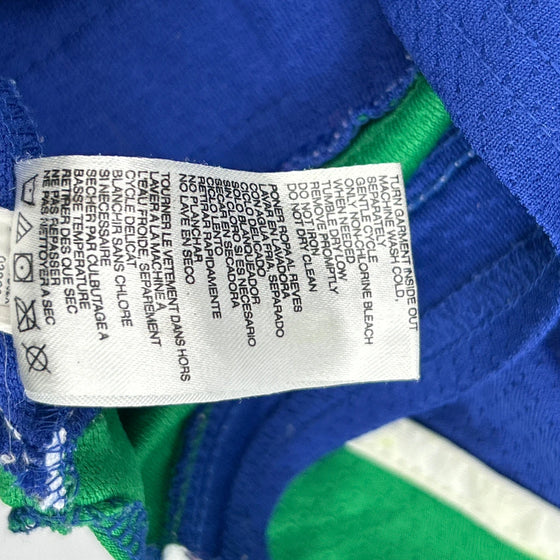 TURN GARMENT INSIDE OUT
MACHINE WASH COLD,
SEPARATELY
GENTLE CYCLE
ONLY NON-CHLORINE BLEACH
WHEN NEEDED
TUMBLE DRY LOW
REMOVE PROMPTLY
DO NOT IRON
DO NOT DRY CLEAN
PONER ROPA AL REVES
LAVAR EN LAVADORA
CON AGUA FRIA, SEPARADO
CICLO DELICADO
USE BLANQUEADOR
SIN CLORO SI ES NECESARIO
SECAR CON SECADORA
CICLO LENTO
RETIRAR RAPIDAMENTE
NO PLANCHAR
NO LAVE EN SECO
TOURNER LE VETEMENT DANS HORS
LAVER A LA MACHINE A
L'EAU FROIDE, SEPAREMENT
CYCLE DELICAT
BLANCHIR SANS CHLORE
SI NECESSAIRE
SECHER PAR CULBUTAGE A
BASSE TEMPERATURE
RETIRER DES QUE SEC
NE PAS REPASSER
NE PAS NETTOYER A SEC